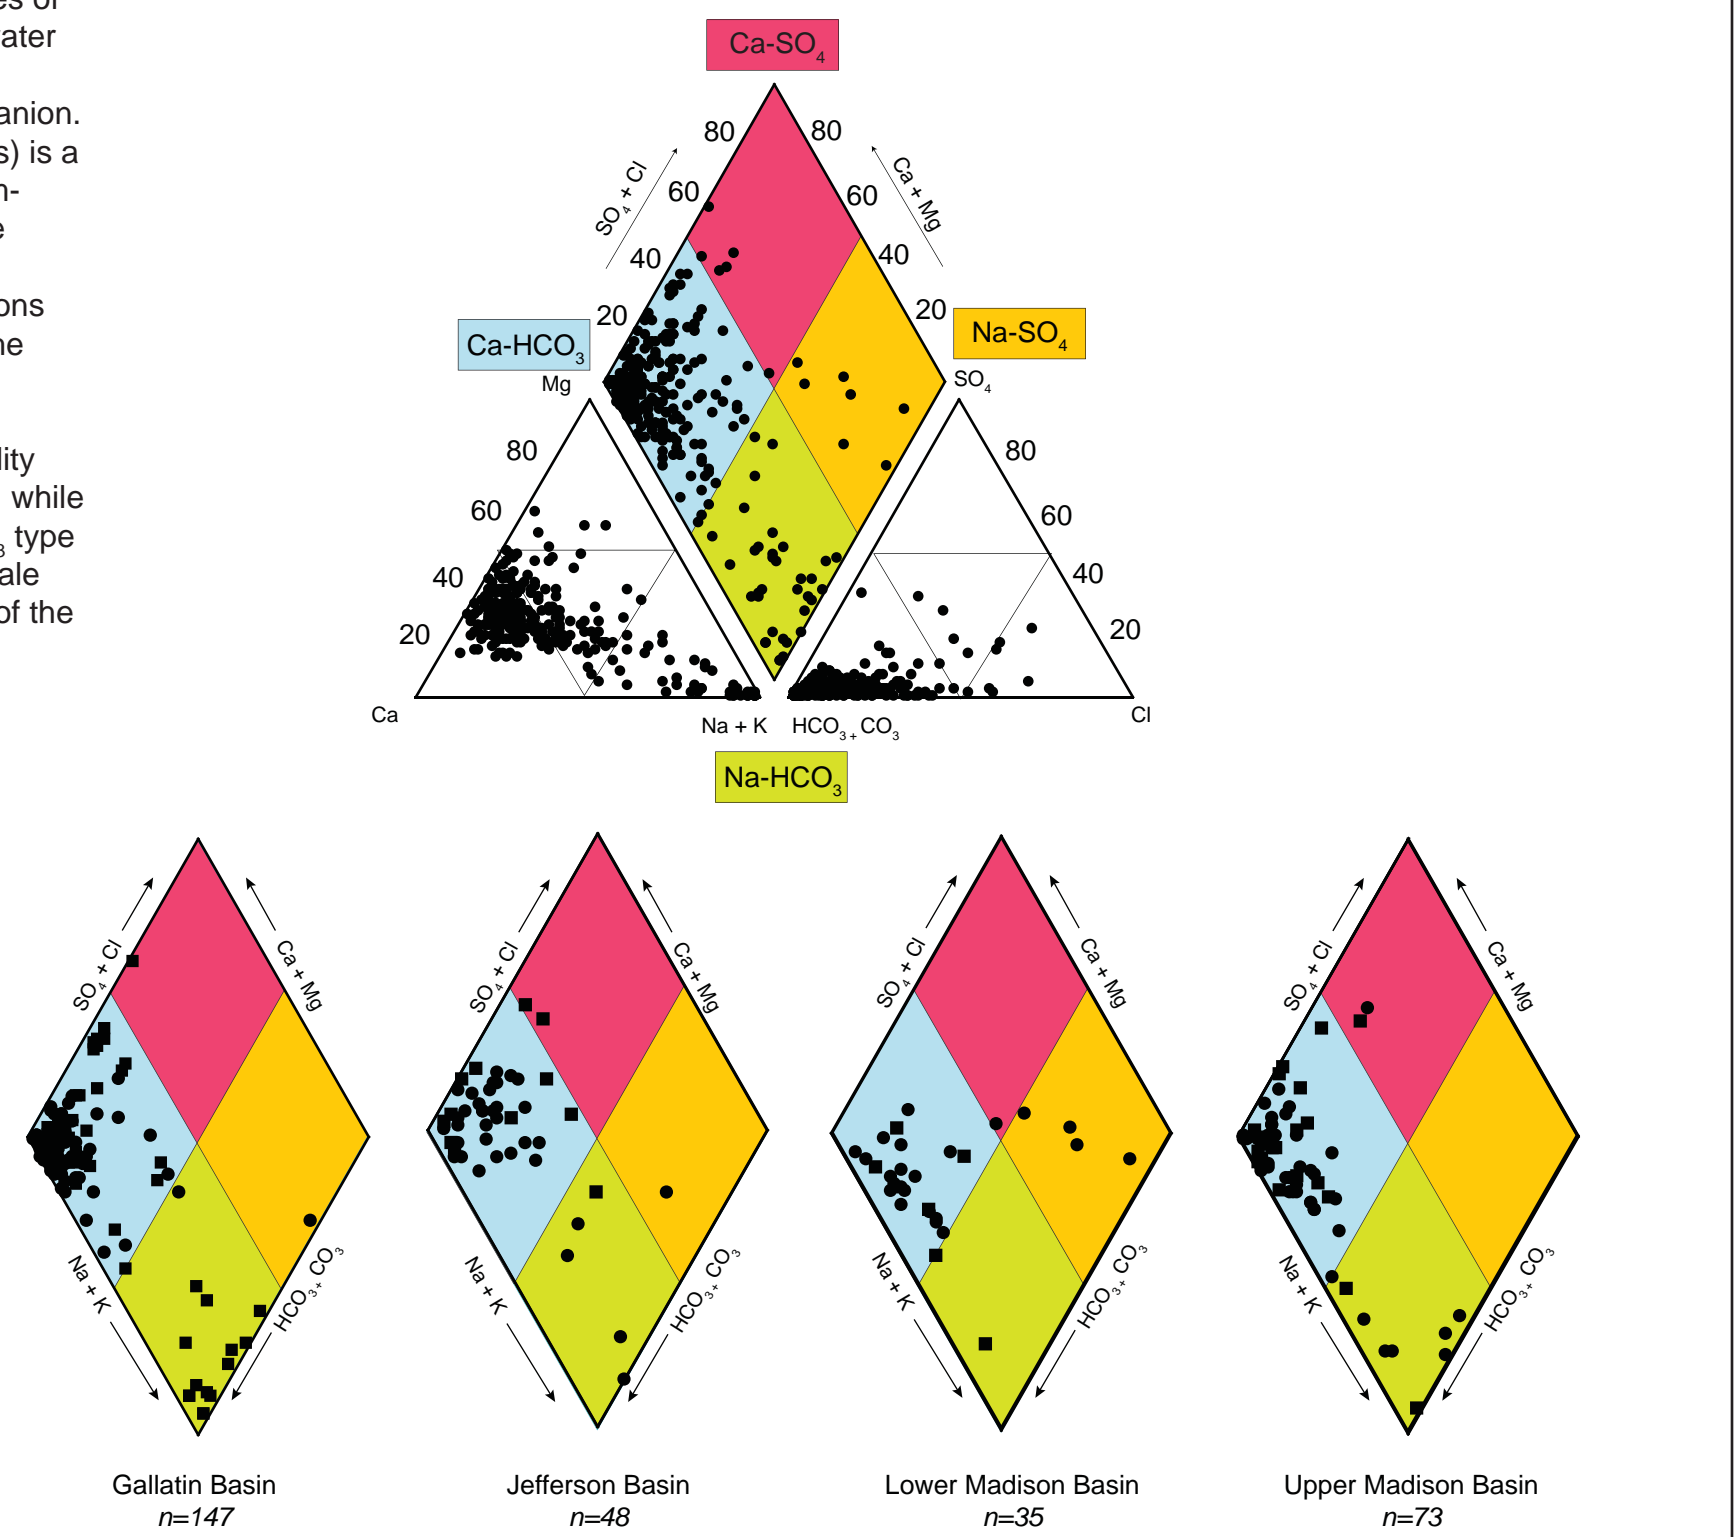 es of
ater
anion.
s) is a
n-
e
ons
he
lity
while
3 type
ale
of the
Ca-SO4
80 80
SO4 + Cl
Ca + Mg
60 60
40 40
20 20
Ca-HCO3
Na-SO4
Mg SO4
80 80
60 60
40 40
20 20
Ca Na + K HCO3 + CO3 Cl
Na-HCO3
SO4 + Cl Ca + Mg
Na + K HCO3 + CO3
Gallatin Basin
n=147
SO4 + Cl Ca + Mg
Na + K HCO3 + CO3
Jefferson Basin
n=48
SO4 + Cl Ca + Mg
Na + K HCO3 + CO3
Lower Madison Basin
n=35
SO4 + Cl Ca + Mg
Na + K HCO3 + CO3
Upper Madison Basin
n=73